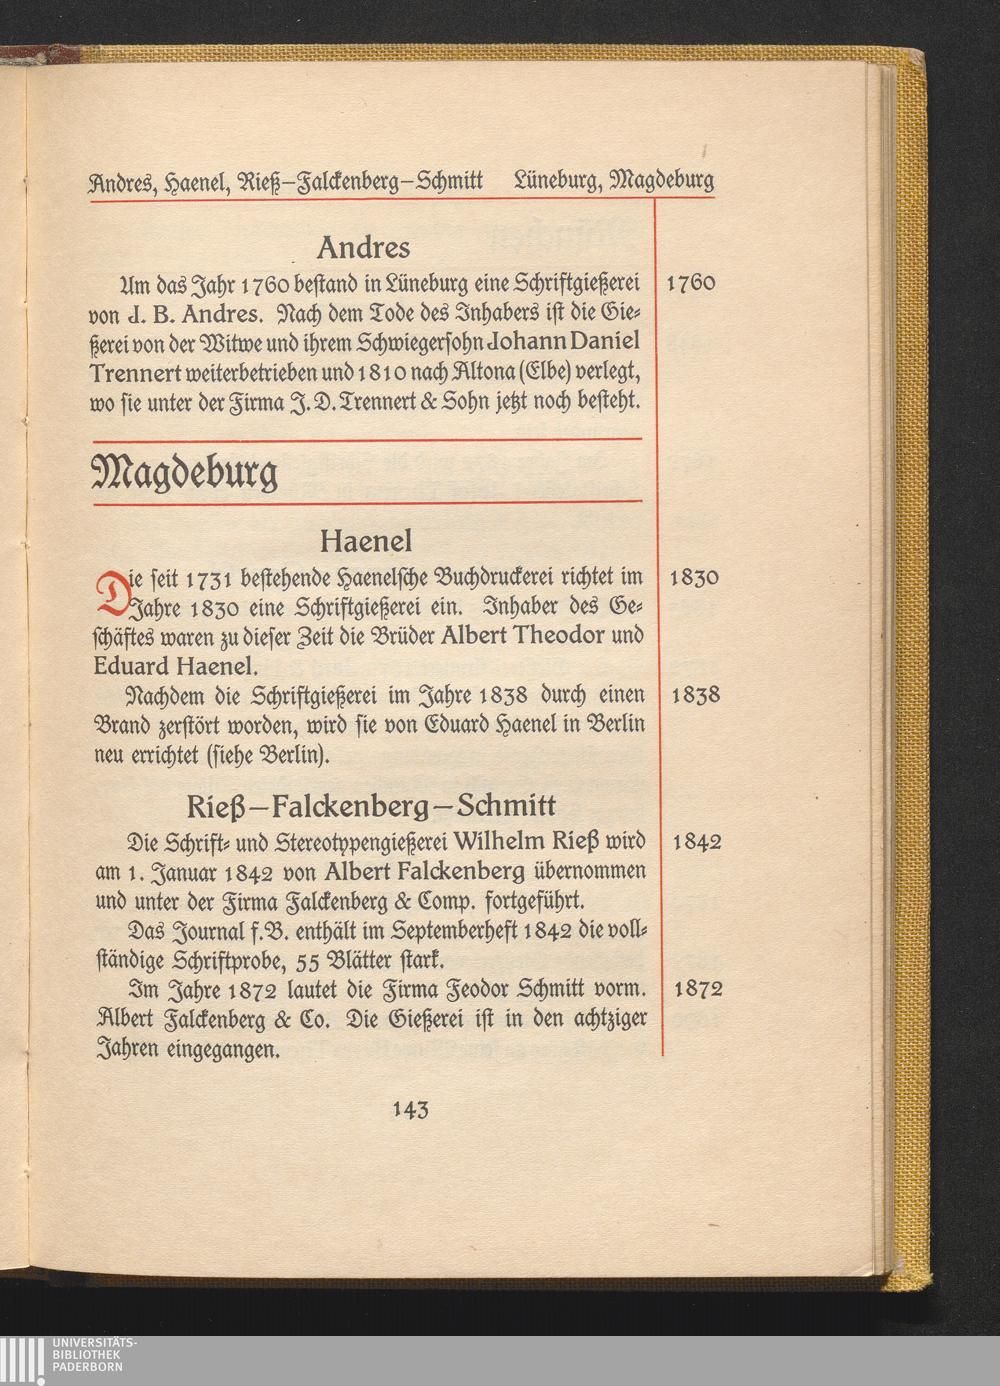 Andres, Haenel, Rieß–Falckenberg–Schmitt Lüneburg, Magdeburg
Andres
Um das Jahr 1760 bestand in Lüneburg eine Schriftgießerei 1760
von J. B. Andres. Nach dem Tode des Inhabers ist die Gie-
ßerei von der Witwe und ihrem Schwiegersohn Johann Daniel
Trennert weiterbetrieben und 1810 nach Altona (Elbe) verlegt,
wo sie unter der Firma J. D. Trennert & Sohn jetzt noch besteht.
Magdeburg
Haenel
Die seit 1731 bestehende Haenelsche Buchdruckerei richtet im 1830
Jahre 1830 eine Schriftgießerei ein. Inhaber des Ge-
schäftes waren zu dieser Zeit die Brüder Albert Theodor und
Eduard Haenel.
Nachdem die Schriftgießerei im Jahre 1838 durch einen 1838
Brand zerstört worden, wird sie von Eduard Haenel in Berlin
neu errichtet (siehe Berlin).
Rieß–Falckenberg–Schmitt
Die Schrift- und Stereotypengießerei Wilhelm Rieß wird 1842
am 1. Januar 1842 von Albert Falckenberg übernommen
und unter der Firma Falckenberg & Comp. fortgeführt.
Das Journal f. B. enthält im Septemberheft 1842 die voll-
ständige Schriftprobe, 55 Blätter stark.
Im Jahre 1872 lautet die Firma Feodor Schmitt vorm. 1872
Albert Falckenberg & Co. Die Gießerei ist in den achtziger
Jahren eingegangen.
143
UNIVERSITÄTS-
BIBLIOTHEK
PADERBORN